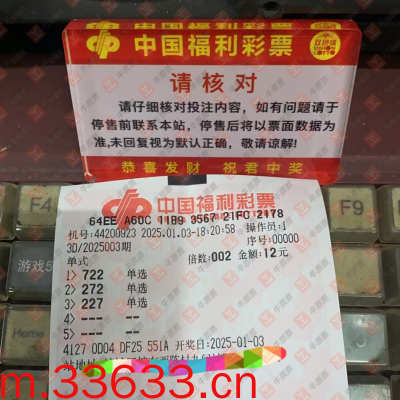 中国福利彩票
请核对
请仔细核对投注内容，如有问题请于
停售前联系本站，停售后将以票面数据为
准，未回复视为默认正确，敬请谅解！
恭喜发财 祝君中奖
中国福利彩票
64EE A60C 11B9 3567 21FC 2178
机号:44200923 2025.01.03-18:20:58 操作员:1
3D/2025003期 序号:00000
单式 倍数:002 金额:12元
1> 722 单选
2> 272 单选
3> 227 单选
4> --- --
5> --- --
4127 0D04 DF25 551A 开奖日:2025-01-03
F4
F9
游戏
Home
m.33633.cn